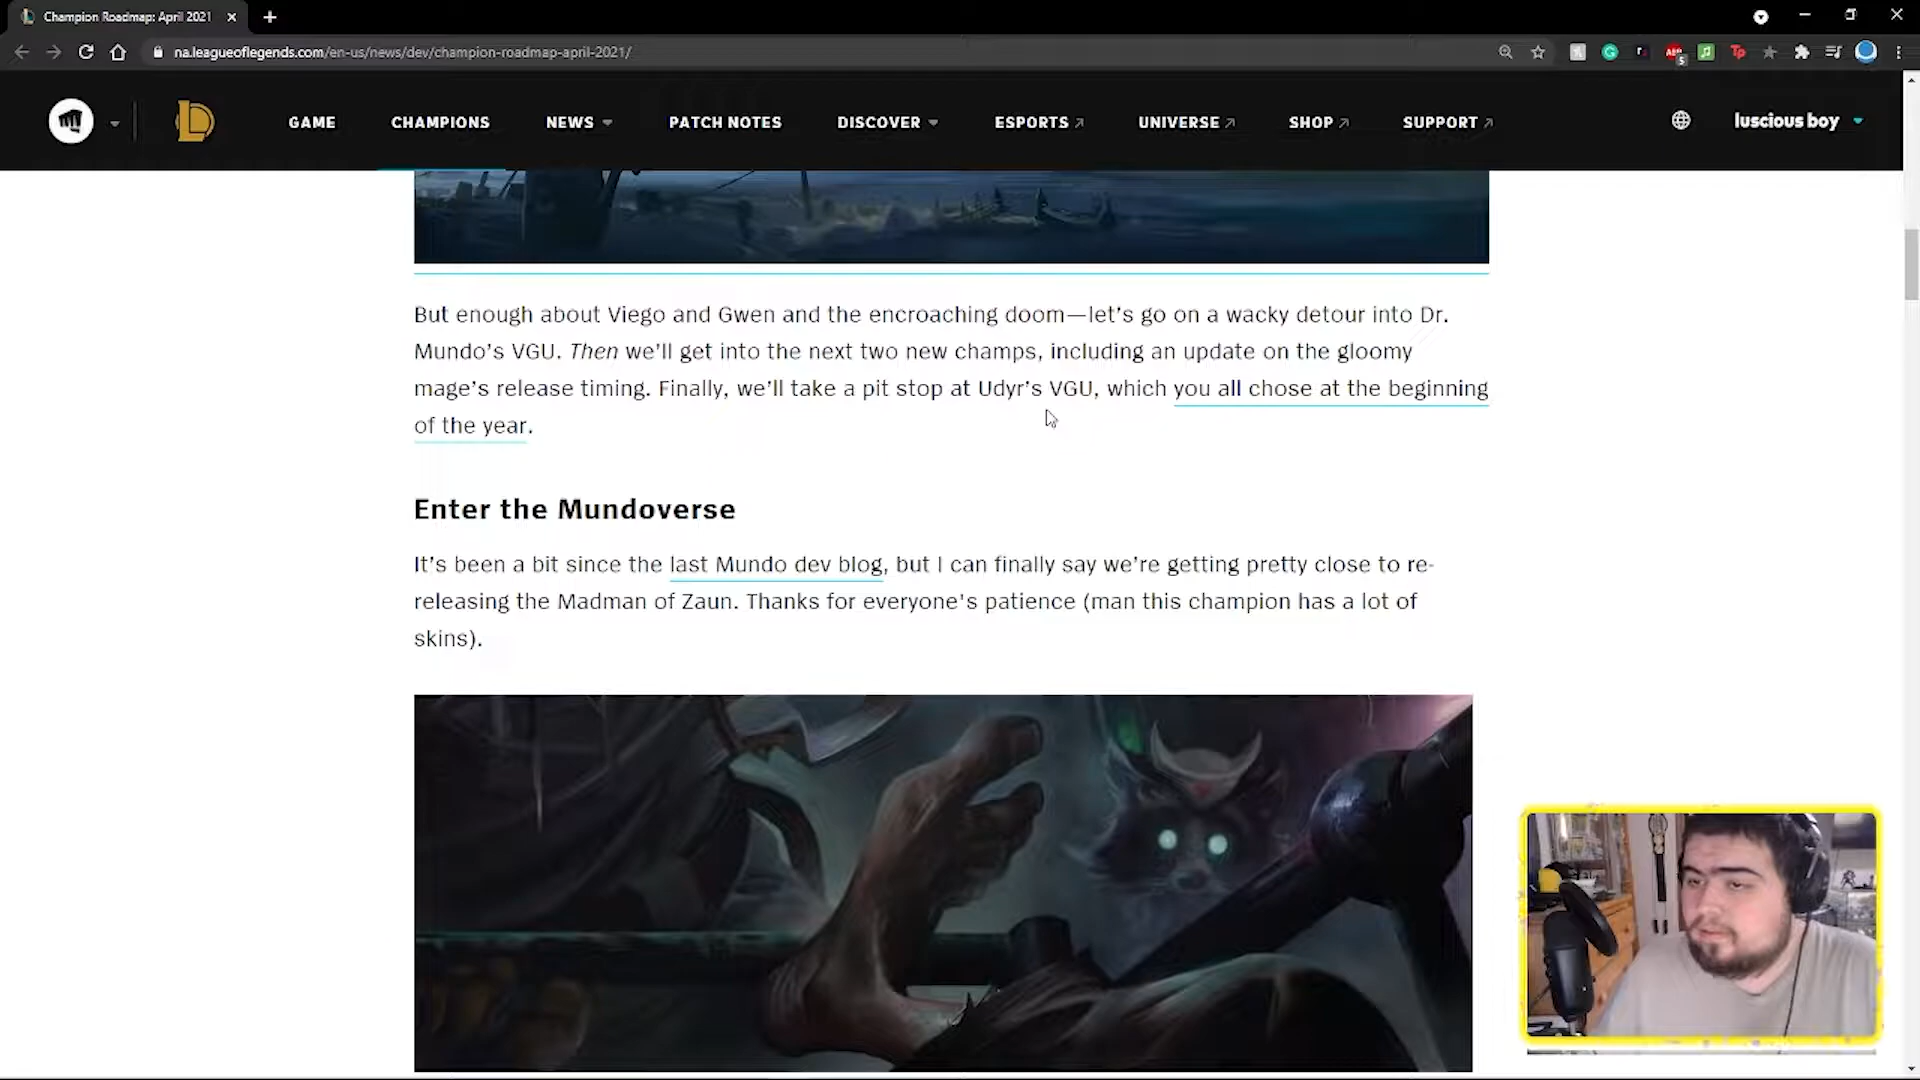 Champion Roadmap: April 2021
na.leagueoflegends.com/en-us/news/dev/champion-roadmap-april-2021/
GAME
CHAMPIONS
NEWS
PATCH NOTES
DISCOVER
ESPORTS
UNIVERSE
SHOP
SUPPORT
luscious boy
But enough about Viego and Gwen and the encroaching doom—let's go on a wacky detour into Dr.
Mundo's VGU. Then we'll get into the next two new champs, including an update on the gloomy
mage's release timing. Finally, we'll take a pit stop at Udyr's VGU, which you all chose at the beginning
of the year.
Enter the Mundoverse
It's been a bit since the last Mundo dev blog, but I can finally say we're getting pretty close to re-
releasing the Madman of Zaun. Thanks for everyone's patience (man this champion has a lot of
skins).